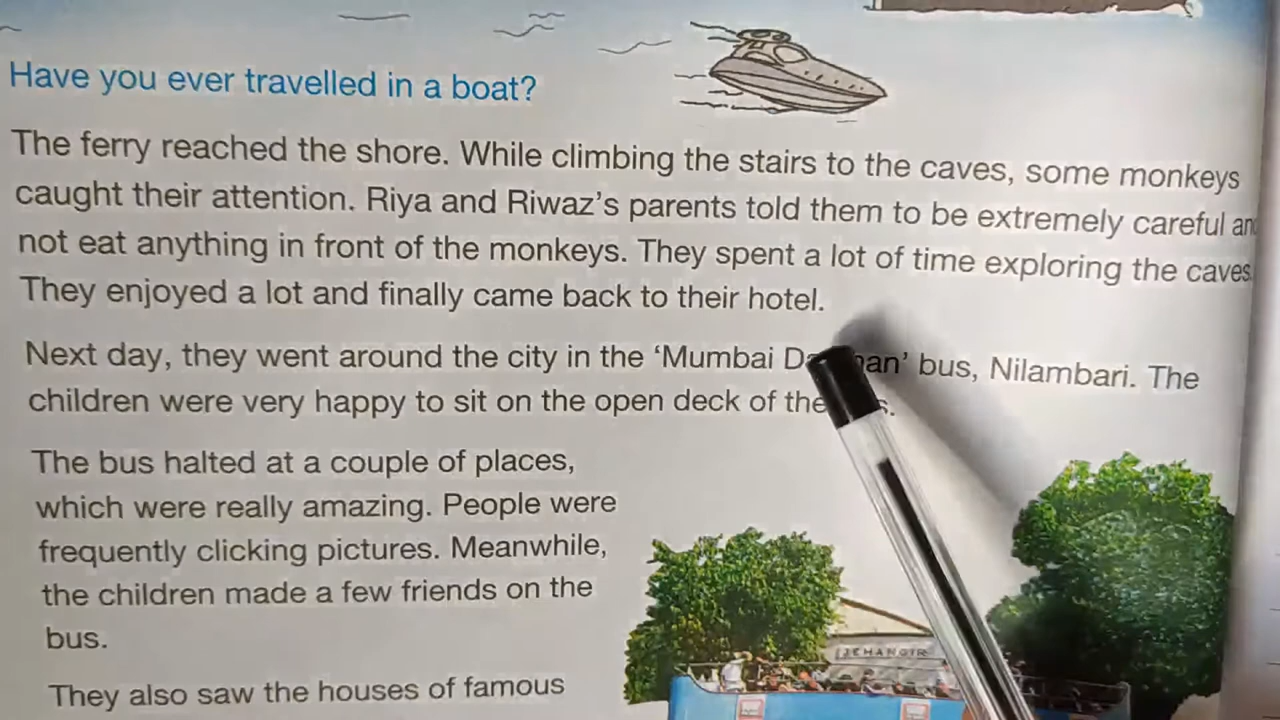 Have you ever travelled in a boat?
The ferry reached the shore. While climbing the stairs to the caves, some monkeys
caught their attention. Riya and Riwaz's parents told them to be extremely careful and
not eat anything in front of the monkeys. They spent a lot of time exploring the caves.
They enjoyed a lot and finally came back to their hotel.
Next day, they went around the city in the 'Mumbai bus, Nilambari. The
children were very happy to sit on the open deck of the
The bus halted at a couple of places,
which were really amazing. People were
frequently clicking pictures. Meanwhile,
the children made a few friends on the
bus.
They also saw the houses of famous
JEHANGIR